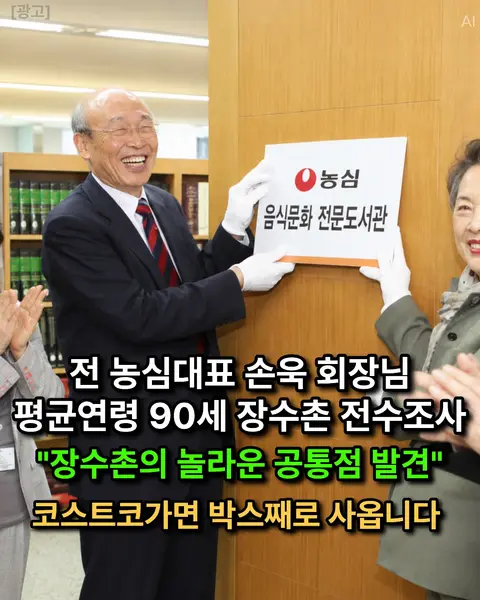 [광고]
AI
농심
음식문화 전문도서관
전 농심대표 손욱 회장님
평균연령 90세 장수촌 전수조사
"장수촌의 놀라운 공통점 발견"
코스트코가면 박스째로 사옵니다